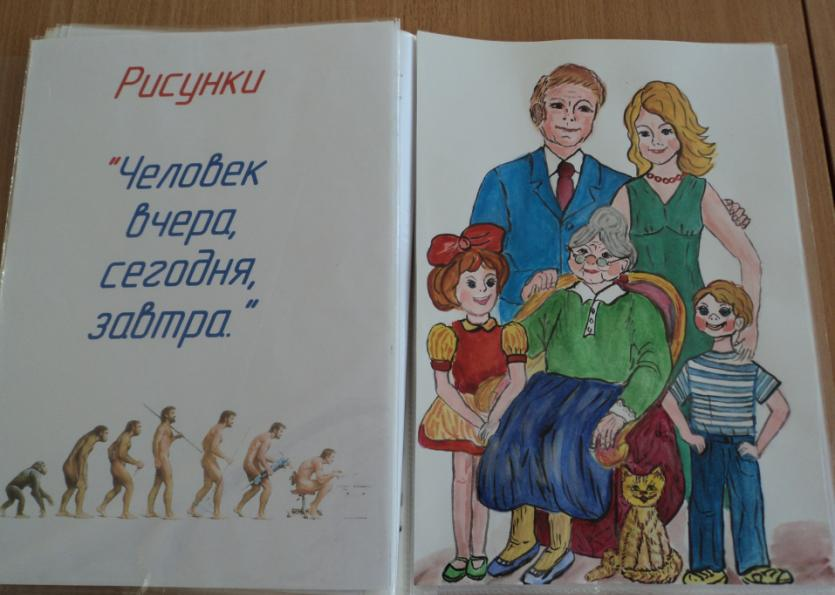 Рисунки
"Человек
вчера,
сегодня,
завтра."